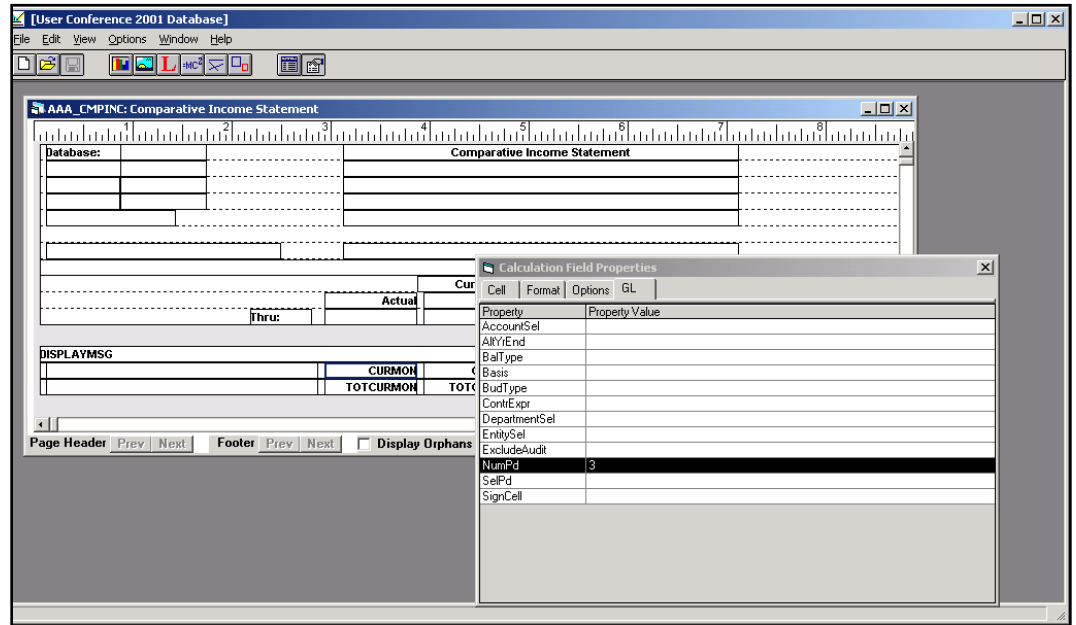 [User Conference 2001 Database]
File Edit View Options Window Help
L =MC²
AAA_CMPINC: Comparative Income Statement
1 2 3 4 5 6 7 8
Database: Comparative Income Statement
Cur
Actual
Thru:
DISPLAYMSG
CURMON
TOTCURMON TOTC
Page Header Prev Next Footer Prev Next Display Orphans
Calculation Field Properties
Cell Format Options GL
Property Property Value
AccountSel
AltYrEnd
BalType
Basis
BudType
ContrExpr
DepartmentSel
EntitySel
ExcludeAudit
NumPd 3
SelPd
SignCell